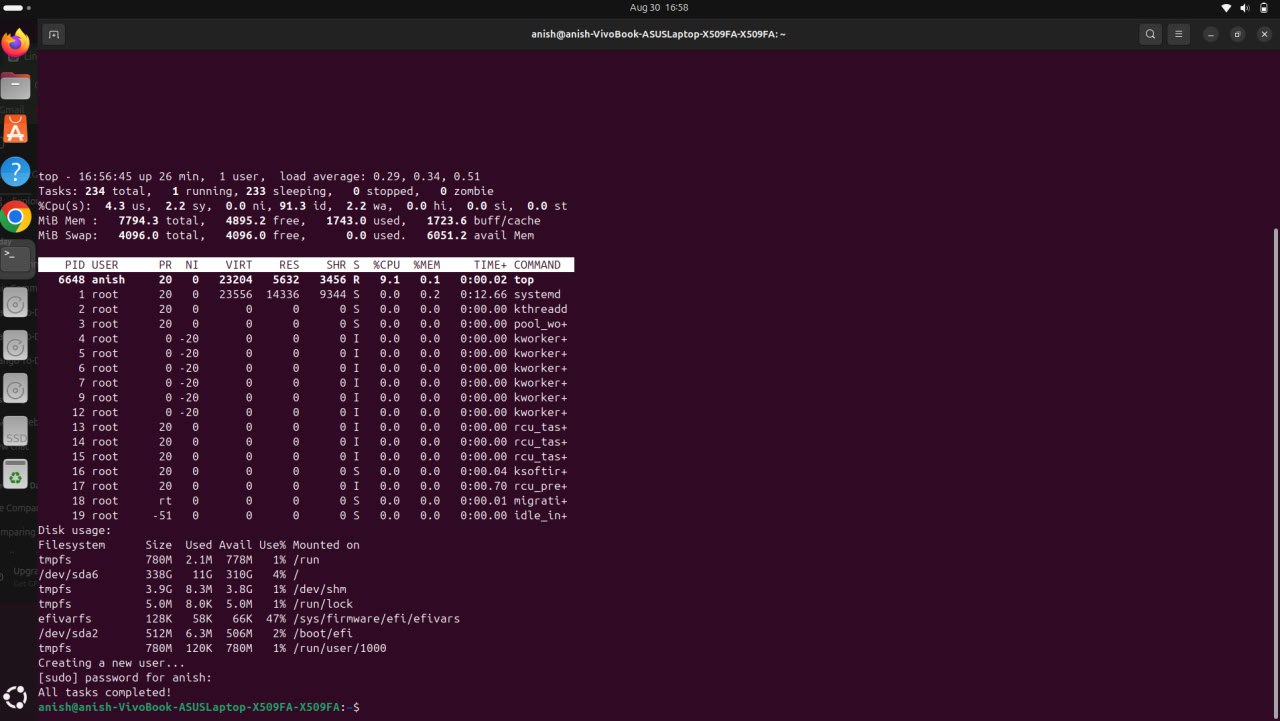 Aug 30 16:58
anish@anish-VivoBook-ASUSLaptop-X509FA-X509FA: ~
top - 16:56:45 up 26 min,  1 user,  load average: 0.29, 0.34, 0.51
Tasks: 234 total,   1 running, 233 sleeping,   0 stopped,   0 zombie
%Cpu(s):  4.3 us,  2.2 sy,  0.0 ni, 91.3 id,  2.2 wa,  0.0 hi,  0.0 si,  0.0 st
MiB Mem :   7794.3 total,   4895.2 free,   1743.0 used,   1723.6 buff/cache
MiB Swap:   4096.0 total,   4096.0 free,      0.0 used.   6051.2 avail Mem
PID USER      PR  NI    VIRT    RES    SHR S  %CPU  %MEM     TIME+ COMMAND
6648 anish     20   0   23204   5632   3456 R   9.1   0.1   0:00.02 top
1 root      20   0   23556  14336   9344 S   0.0   0.2   0:12.66 systemd
2 root      20   0       0      0      0 S   0.0   0.0   0:00.00 kthreadd
3 root      20   0       0      0      0 S   0.0   0.0   0:00.00 pool_wo+
4 root       0 -20       0      0      0 I   0.0   0.0   0:00.00 kworker+
5 root       0 -20       0      0      0 I   0.0   0.0   0:00.00 kworker+
6 root       0 -20       0      0      0 I   0.0   0.0   0:00.00 kworker+
7 root       0 -20       0      0      0 I   0.0   0.0   0:00.00 kworker+
9 root       0 -20       0      0      0 I   0.0   0.0   0:00.00 kworker+
12 root       0 -20       0      0      0 I   0.0   0.0   0:00.00 kworker+
13 root      20   0       0      0      0 I   0.0   0.0   0:00.00 rcu_tas+
14 root      20   0       0      0      0 I   0.0   0.0   0:00.00 rcu_tas+
15 root      20   0       0      0      0 I   0.0   0.0   0:00.00 rcu_tas+
16 root      20   0       0      0      0 S   0.0   0.0   0:00.04 ksoftir+
17 root      20   0       0      0      0 I   0.0   0.0   0:00.70 rcu_pre+
18 root      rt   0       0      0      0 S   0.0   0.0   0:00.01 migrati+
19 root     -51   0       0      0      0 S   0.0   0.0   0:00.00 idle_in+
Disk usage:
Filesystem      Size  Used Avail Use% Mounted on
tmpfs           780M  2.1M  778M   1% /run
/dev/sda6       338G   11G  310G   4% /
tmpfs           3.9G  8.3M  3.8G   1% /dev/shm
tmpfs           5.0M  8.0K  5.0M   1% /run/lock
efivarfs        128K   58K   66K  47% /sys/firmware/efi/efivars
/dev/sda2       512M  6.3M  506M   2% /boot/efi
tmpfs           780M  120K  780M   1% /run/user/1000
Creating a new user...
[sudo] password for anish:
All tasks completed!
anish@anish-VivoBook-ASUSLaptop-X509FA-X509FA:~$
SSD